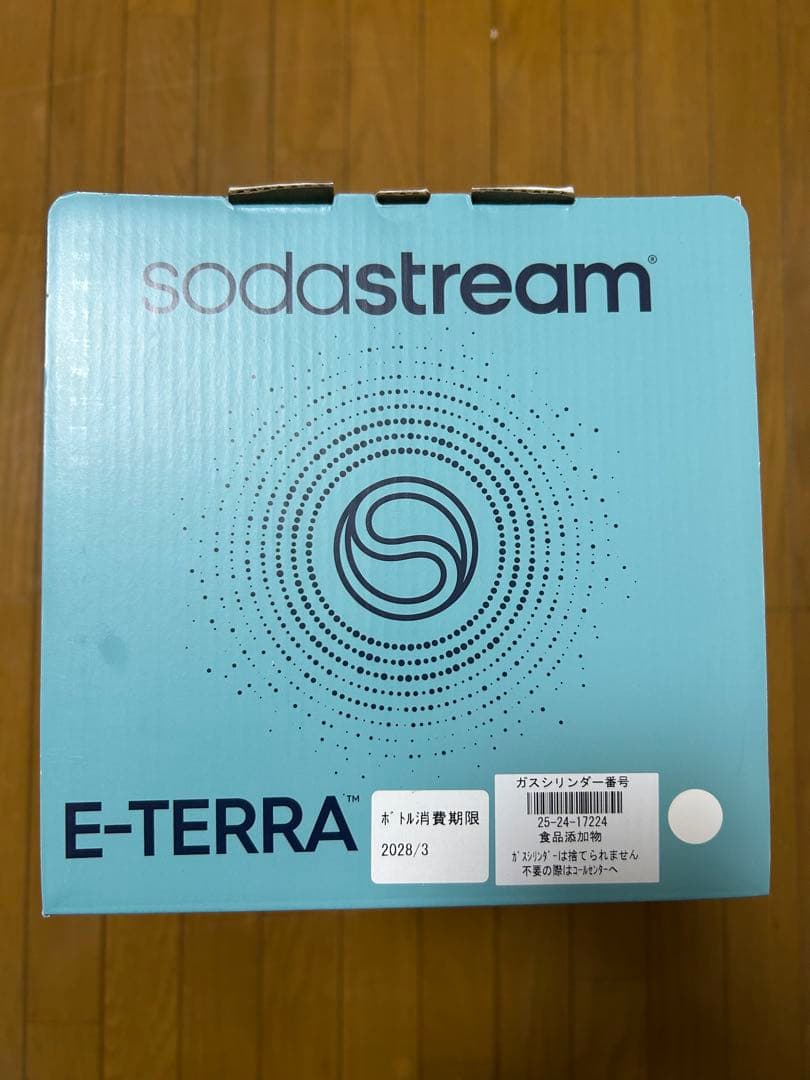 sodastream®
E-TERRA™
ﾎﾞﾄﾙ消費期限
2028/3
ガスシリンダー番号
25-24-17224
食品添加物
ｶﾞｽｼﾘﾝﾀﾞｰは捨てられません
不要の際はｺｰﾙｾﾝﾀｰへ